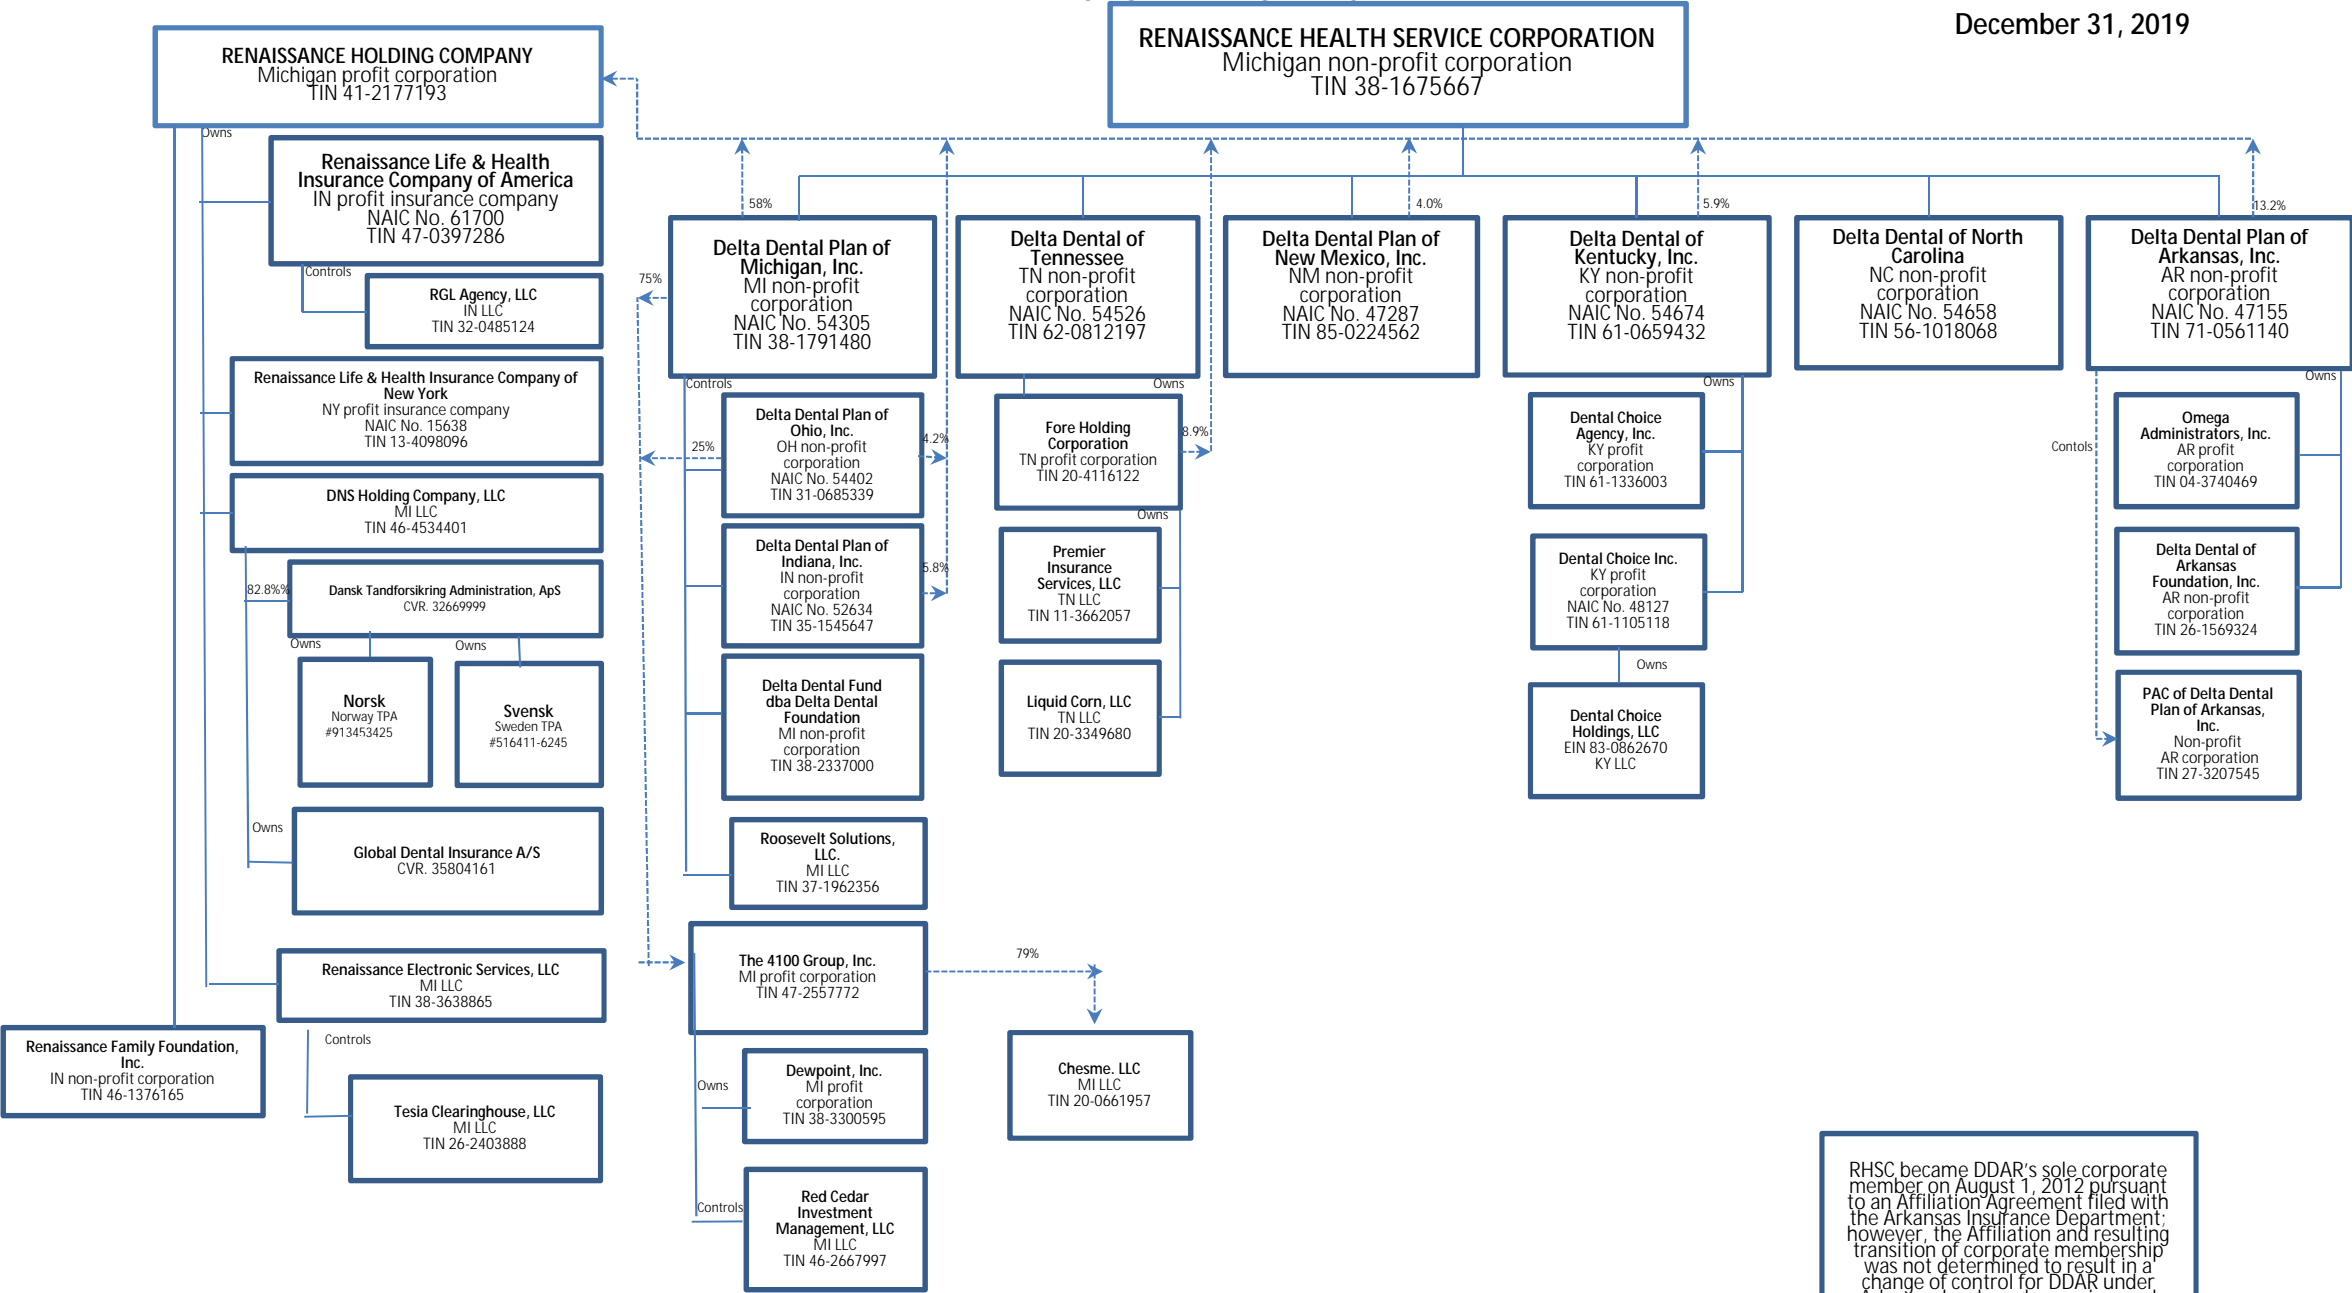 December 31, 2019
RENAISSANCE HEALTH SERVICE CORPORATION
Michigan non-profit corporation
TIN 38-1675667
RENAISSANCE HOLDING COMPANY
Michigan profit corporation
TIN 41-2177193
Owns
Renaissance Life & Health
Insurance Company of America
IN profit insurance company
NAIC No. 61700
TIN 47-0397286
Controls
RGL Agency, LLC
IN LLC
TIN 32-0485124
Renaissance Life & Health Insurance Company of
New York
NY profit insurance company
NAIC No. 15638
TIN 13-4098096
DNS Holding Company, LLC
MI LLC
TIN 46-4534401
82.8%%
Dansk Tandforsikring Administration, ApS
CVR. 32669999
Owns
Owns
Norsk
Norway TPA
#913453425
Svensk
Sweden TPA
#516411-6245
Owns
Global Dental Insurance A/S
CVR. 35804161
Renaissance Electronic Services, LLC
MI LLC
TIN 38-3638865
Controls
Renaissance Family Foundation,
Inc.
IN non-profit corporation
TIN 46-1376165
Tesia Clearinghouse, LLC
MI LLC
TIN 26-2403888
58%
75%
Delta Dental Plan of
Michigan, Inc.
MI non-profit
corporation
NAIC No. 54305
TIN 38-1791480
Controls
Delta Dental Plan of
Ohio, Inc.
OH non-profit
corporation
NAIC No. 54402
TIN 31-0685339
25%
4.2%
Delta Dental Plan of
Indiana, Inc.
IN non-profit
corporation
NAIC No. 52634
TIN 35-1545647
5.8%
Delta Dental Fund
dba Delta Dental
Foundation
MI non-profit
corporation
TIN 38-2337000
Roosevelt Solutions,
LLC.
MI LLC
TIN 37-1962356
The 4100 Group, Inc.
MI profit corporation
TIN 47-2557772
79%
Owns
Dewpoint, Inc.
MI profit
corporation
TIN 38-3300595
Chesme. LLC
MI LLC
TIN 20-0661957
Controls
Red Cedar
Investment
Management, LLC
MI LLC
TIN 46-2667997
Delta Dental of
Tennessee
TN non-profit
corporation
NAIC No. 54526
TIN 62-0812197
Owns
Fore Holding
Corporation
TN profit corporation
TIN 20-4116122
8.9%
Owns
Premier
Insurance
Services, LLC
TN LLC
TIN 11-3662057
Liquid Corn, LLC
TN LLC
TIN 20-3349680
4.0%
Delta Dental Plan of
New Mexico, Inc.
NM non-profit
corporation
NAIC No. 47287
TIN 85-0224562
5.9%
Delta Dental of
Kentucky, Inc.
KY non-profit
corporation
NAIC No. 54674
TIN 61-0659432
Owns
Dental Choice
Agency, Inc.
KY profit
corporation
TIN 61-1336003
Dental Choice Inc.
KY profit
corporation
NAIC No. 48127
TIN 61-1105118
Owns
Dental Choice
Holdings, LLC
EIN 83-0862670
KY LLC
Delta Dental of North
Carolina
NC non-profit
corporation
NAIC No. 54658
TIN 56-1018068
13.2%
Delta Dental Plan of
Arkansas, Inc.
AR non-profit
corporation
NAIC No. 47155
TIN 71-0561140
Owns
Contols
Omega
Administrators, Inc.
AR profit
corporation
TIN 04-3740469
Delta Dental of
Arkansas
Foundation, Inc.
AR non-profit
corporation
TIN 26-1569324
PAC of Delta Dental
Plan of Arkansas,
Inc.
Non-profit
AR corporation
TIN 27-3207545
RHSC became DDAR's sole corporate
member on August 1, 2012 pursuant
to an Affiliation Agreement filed with
the Arkansas Insurance Department;
however, the Affiliation and resulting
transition of corporate membership
was not determined to result in a
change of control for DDAR under